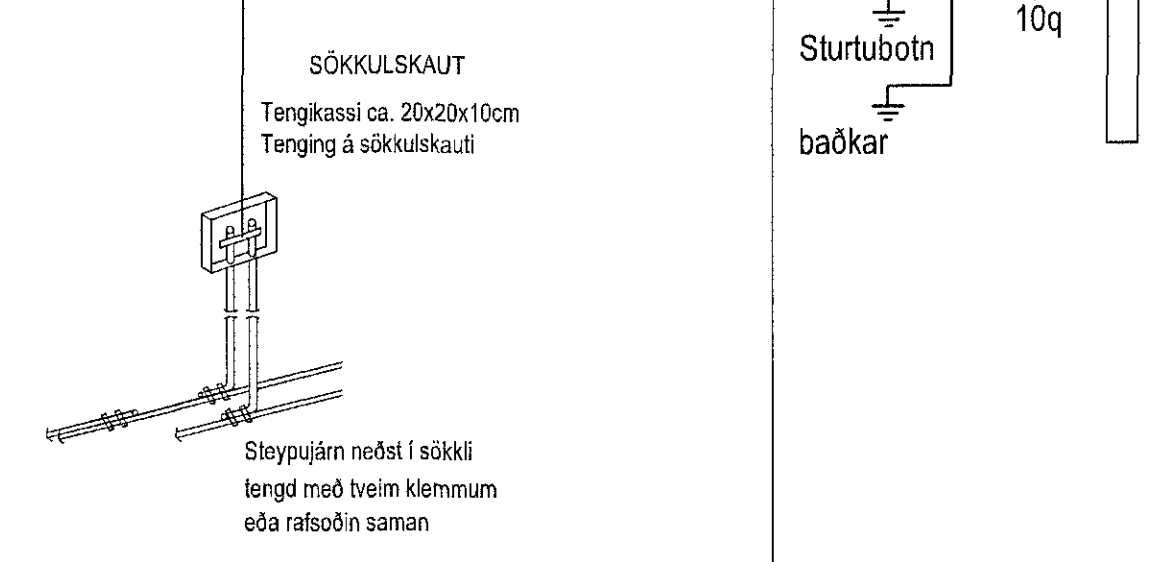 SÖKKULSKAUT
Tengikassi ca. 20x20x10cm
Tenging á sökkulskauti
Steypujárn neðst í sökkli
tengd með tveim klemmum
eða rafsoðin saman
10q
Sturtubotn
baðkar